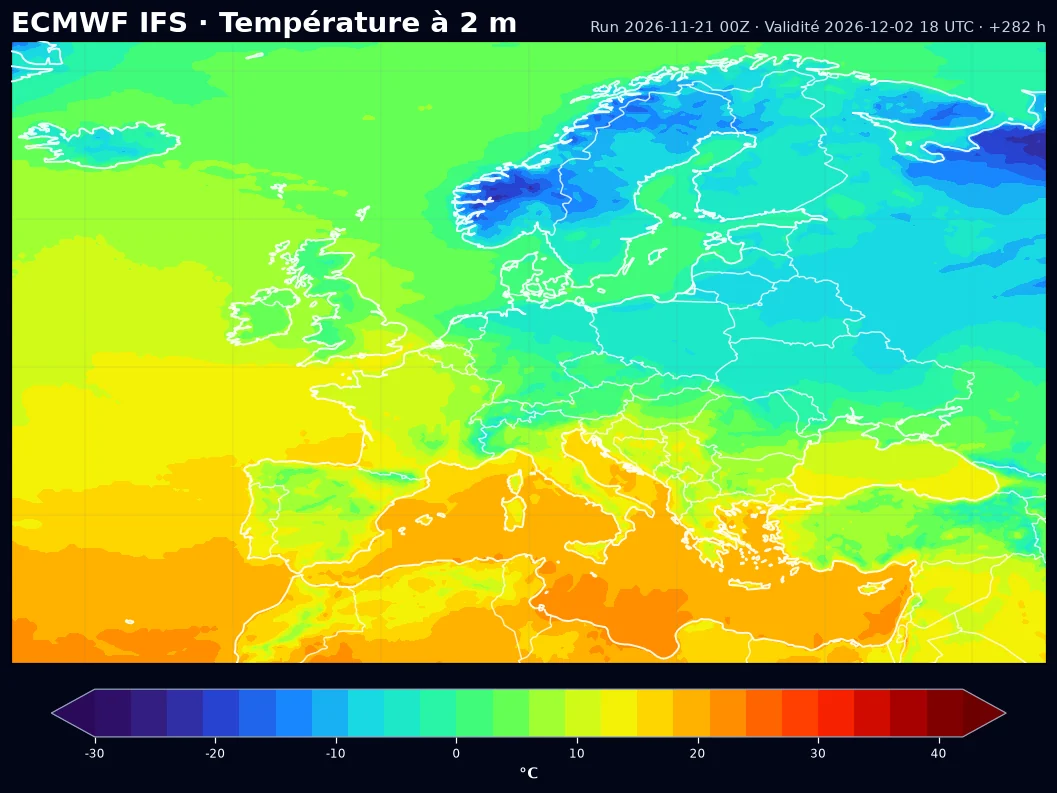 ECMWF IFS · Température à 2 m
Run 2026-11-21 00Z · Validité 2026-12-02 18 UTC · +282 h
-30 -20 -10 0 10 20 30 40
°C